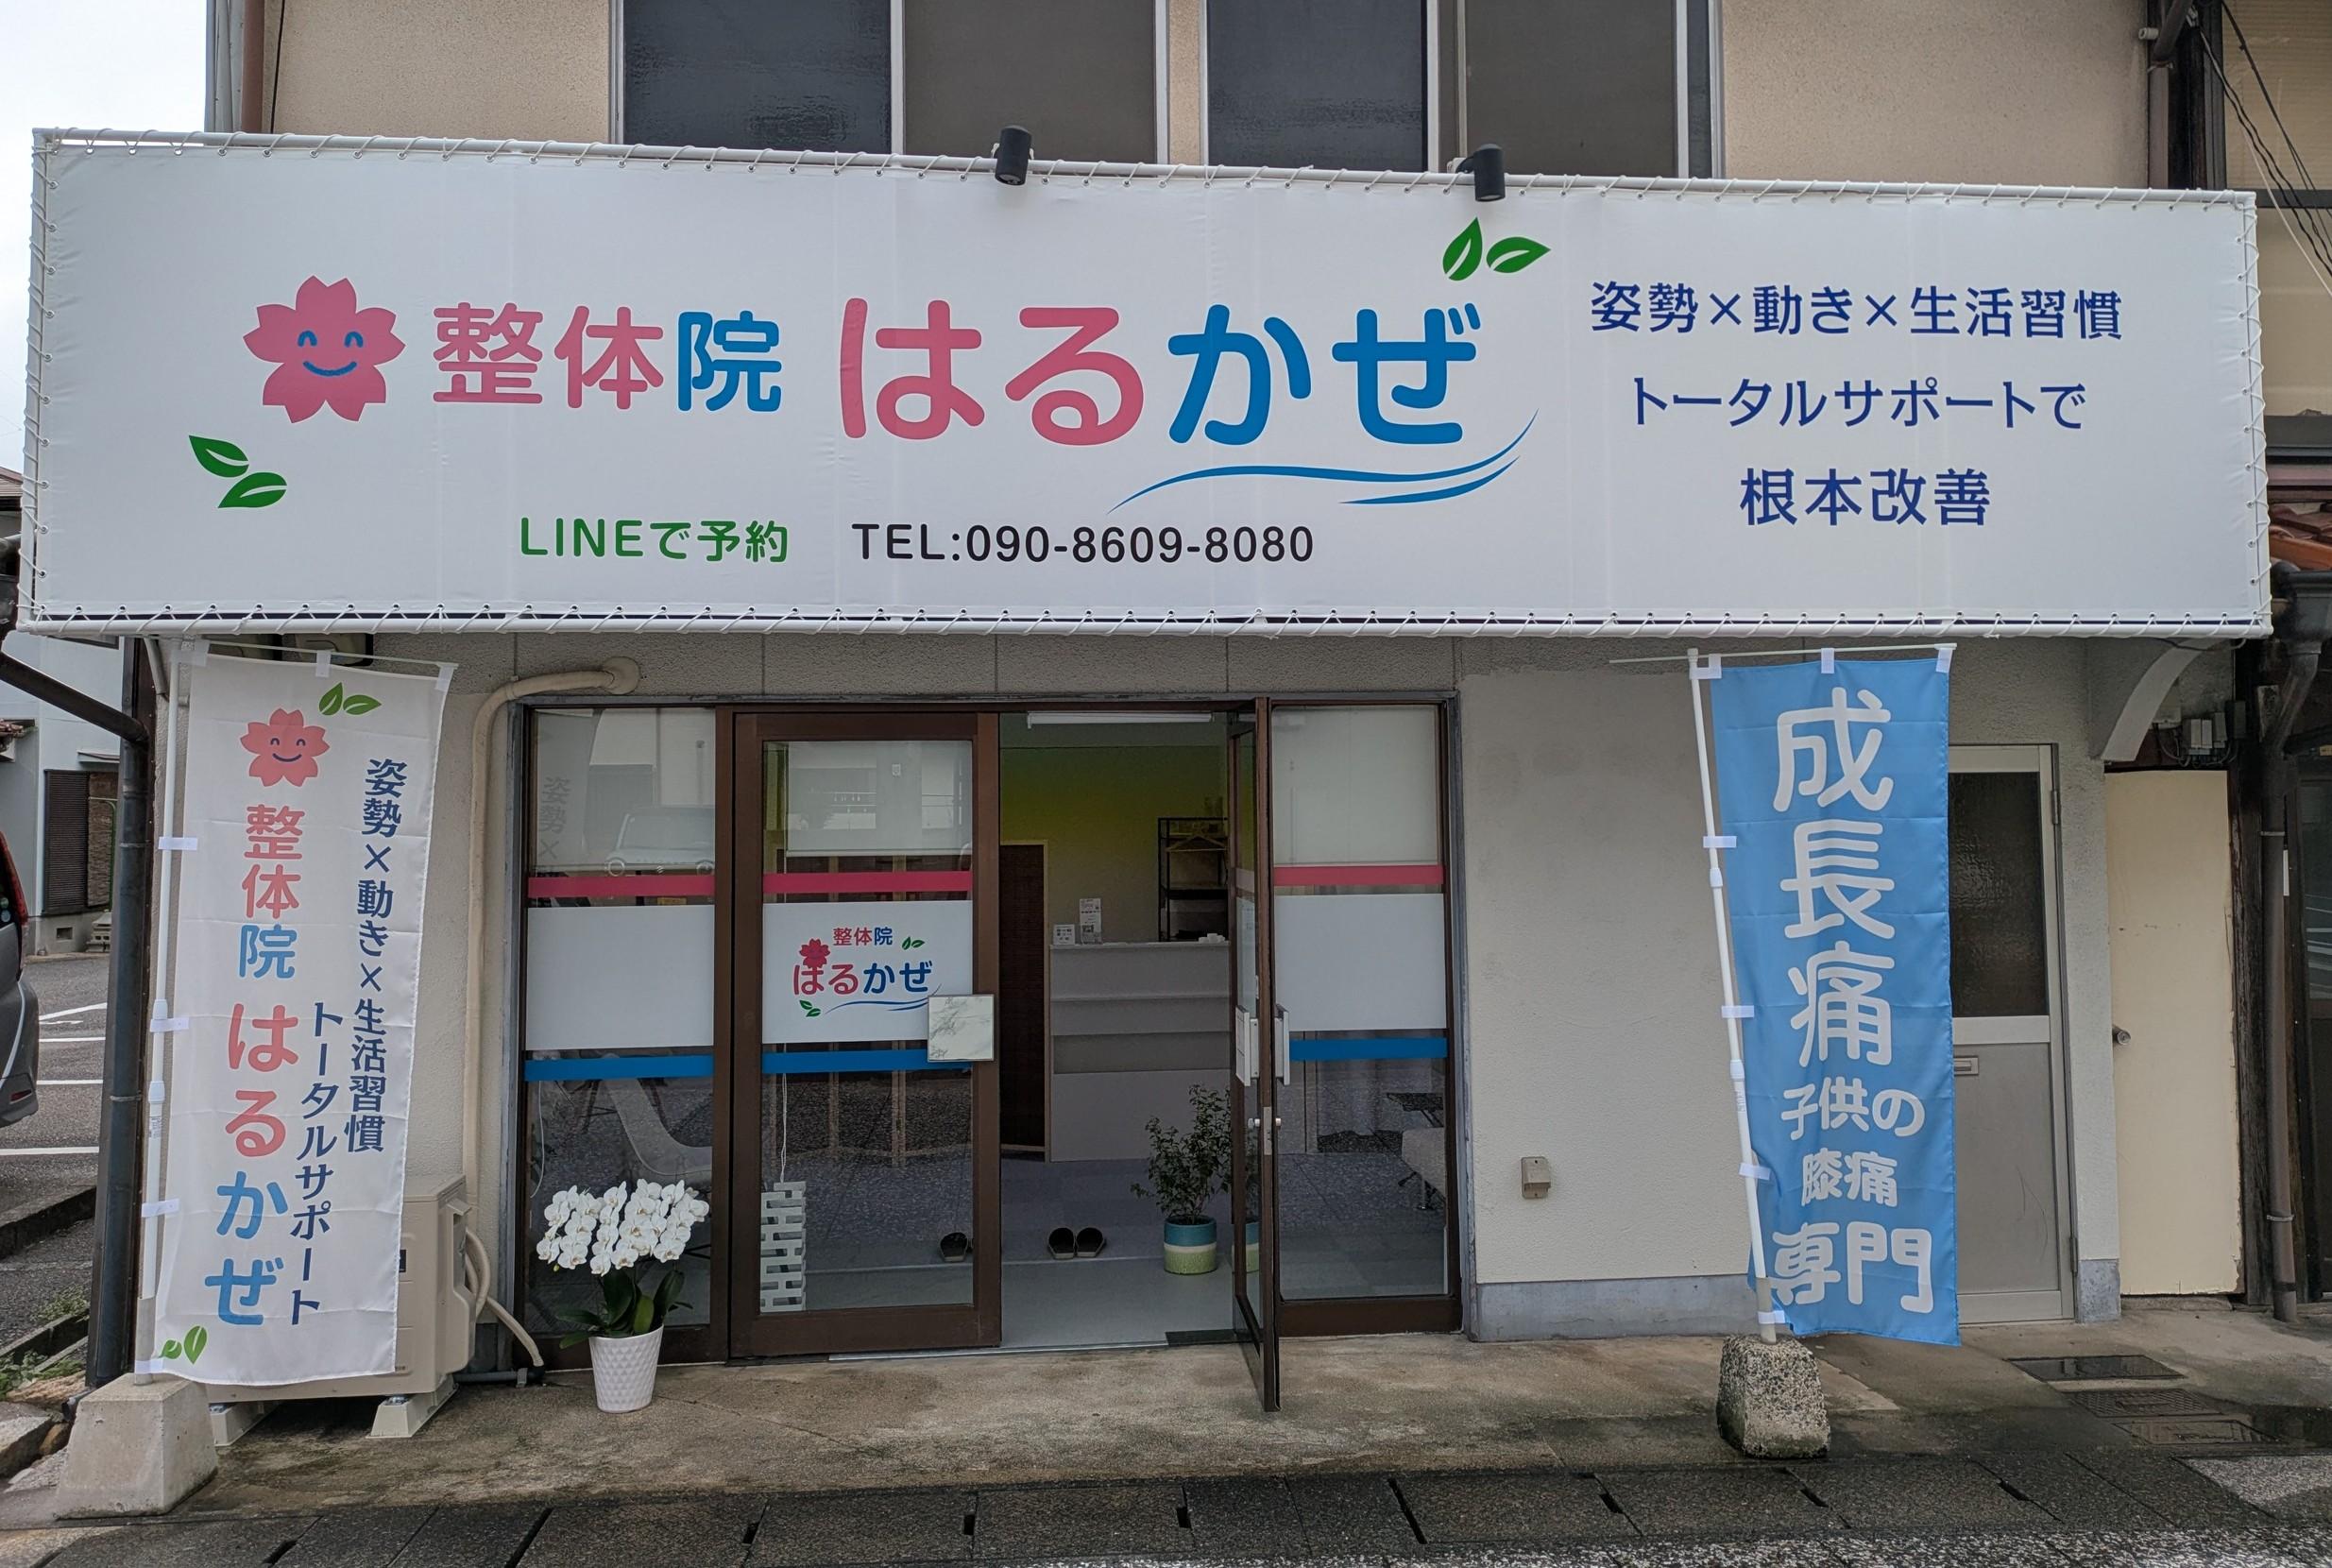 整体院 はるかぜ
LINEで予約 TEL:090-8609-8080
姿勢×動き×生活習慣
トータルサポートで
根本改善
姿勢×動き×生活習慣
トータルサポート
整体院 はるかぜ
整体院
はるかぜ
成長痛
子供の
膝痛
専門